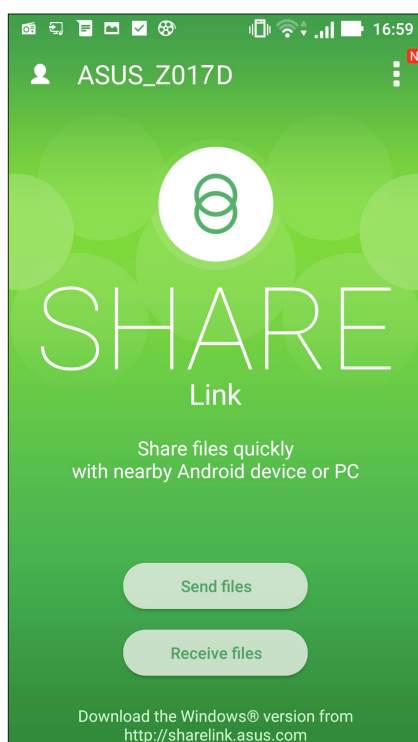 16:59
ASUS_Z017D
N
SHARE
Link
Share files quickly
with nearby Android device or PC
Send files
Receive files
Download the Windows® version from
http://sharelink.asus.com